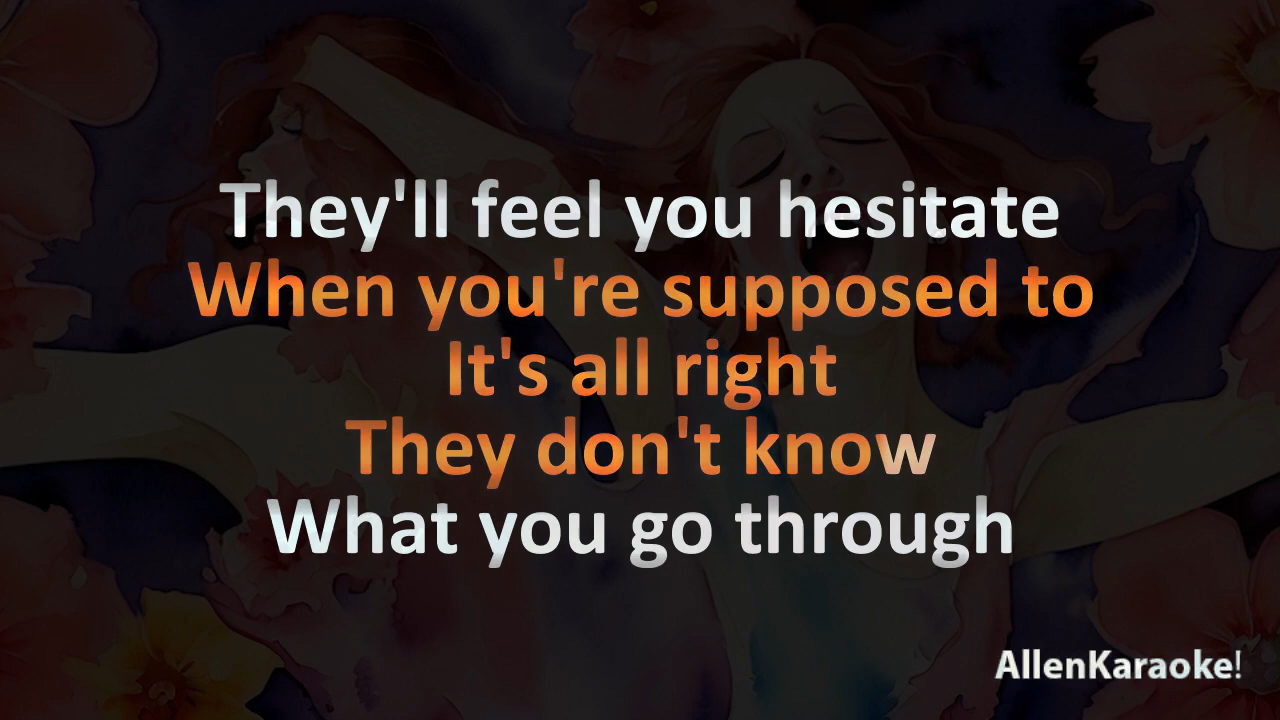 They'll feel you hesitate
When you're supposed to
It's all right
They don't know
What you go through
AllenKaraoke!